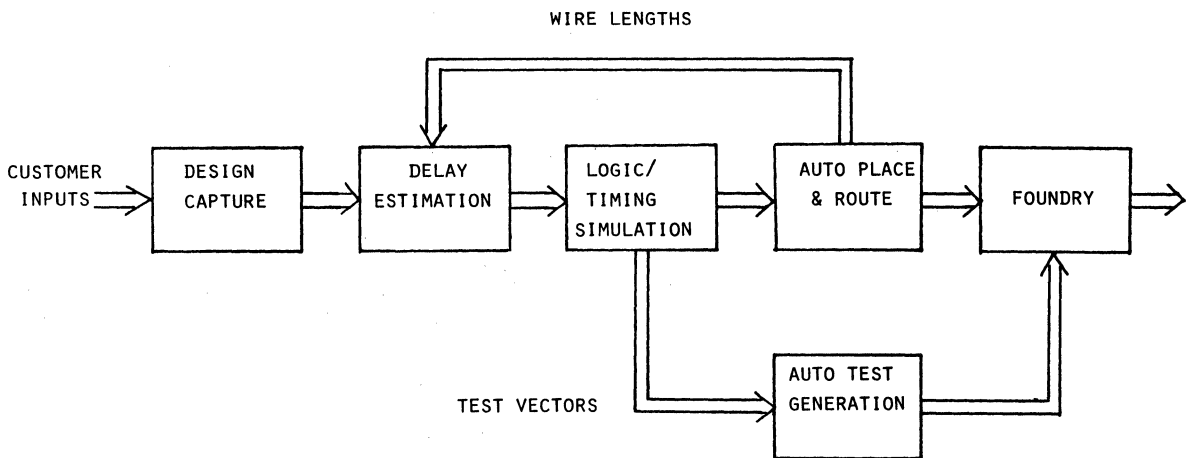 WIRE LENGTHS
CUSTOMER
INPUTS
DESIGN
CAPTURE
DELAY
ESTIMATION
LOGIC/
TIMING
SIMULATION
AUTO PLACE
& ROUTE
FOUNDRY
TEST VECTORS
AUTO TEST
GENERATION